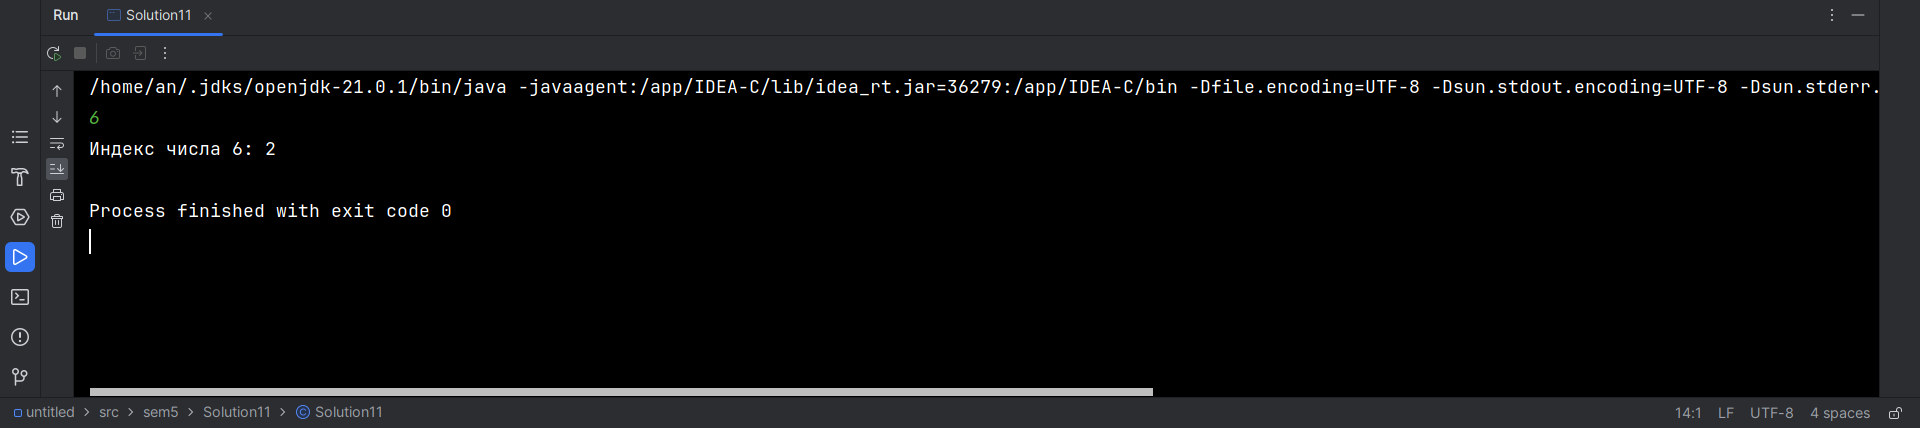 Run Solution11
/home/an/.jdks/openjdk-21.0.1/bin/java -javaagent:/app/IDEA-C/lib/idea_rt.jar=36279:/app/IDEA-C/bin -Dfile.encoding=UTF-8 -Dsun.stdout.encoding=UTF-8 -Dsun.stderr.
6
Индекс числа 6: 2
Process finished with exit code 0
untitled > src > sem5 > Solution11 > Solution11 14:1 LF UTF-8 4 spaces